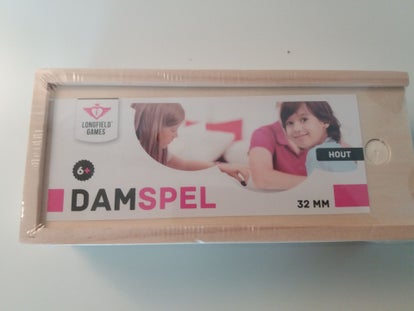 LONGFIELD
GAMES
HOUT
6+
DAMSPEL
32 MM